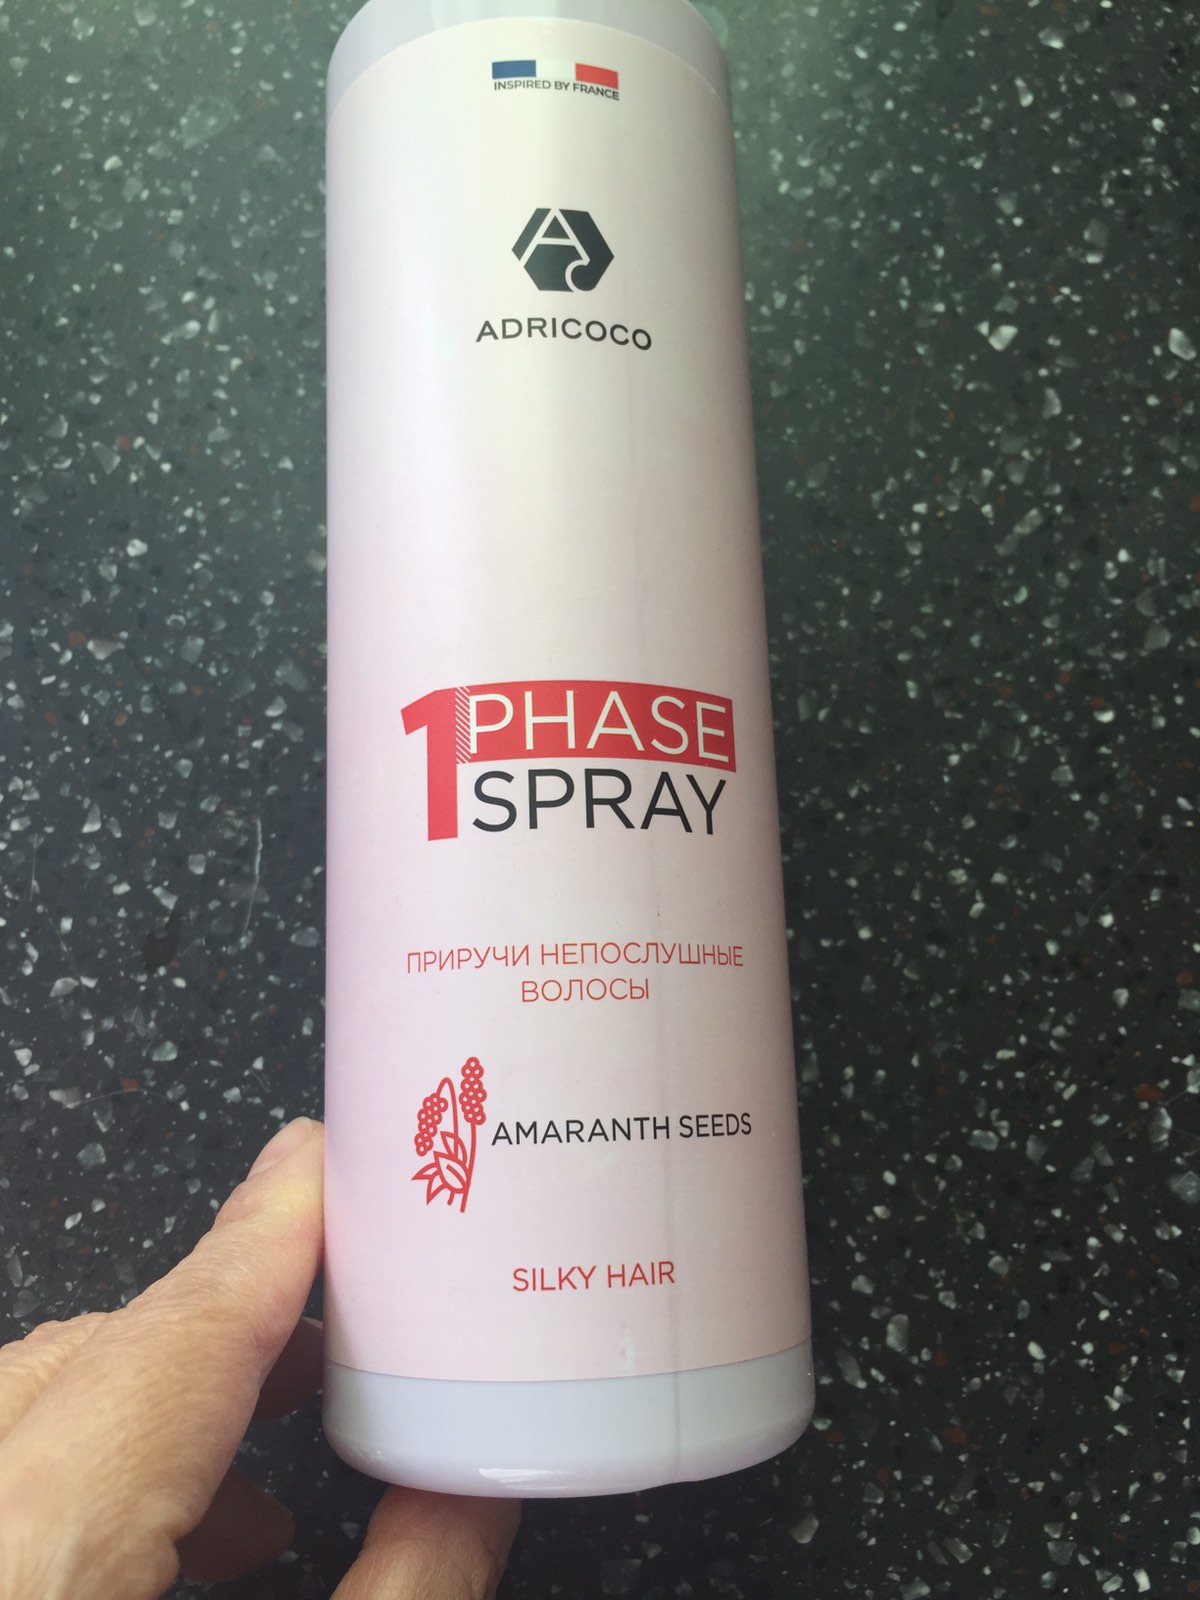 INSPIRED BY FRANCE
ADRICOCO
1 PHASE
SPRAY
ПРИРУЧИ НЕПОСЛУШНЫЕ
ВОЛОСЫ
AMARANTH SEEDS
SILKY HAIR